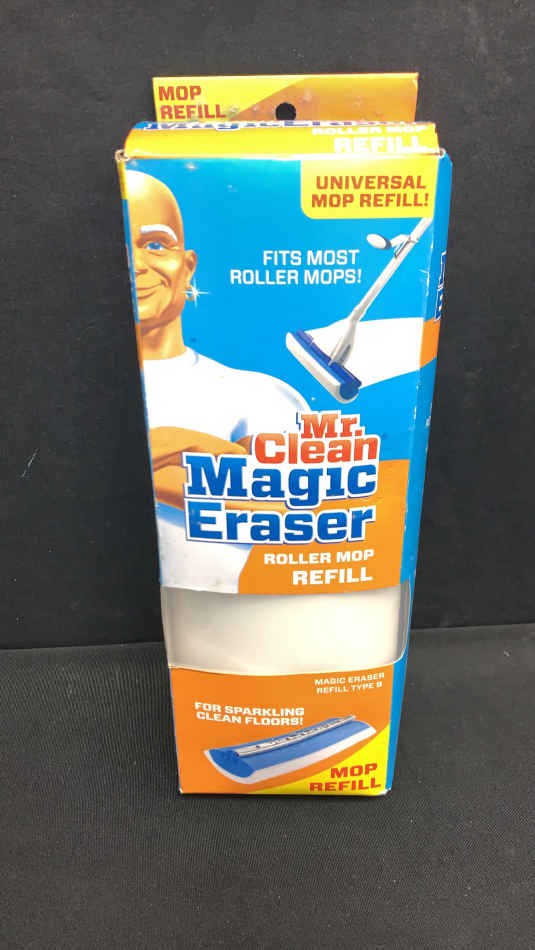 MOP
REFILL
ROLLER MOP
REFILL
UNIVERSAL
MOP REFILL!
FITS MOST
ROLLER MOPS!
Mr.
Clean
Magic
Eraser
ROLLER MOP
REFILL
MAGIC ERASER
REFILL TYPE B
FOR SPARKLING
CLEAN FLOORS!
MOP
REFILL